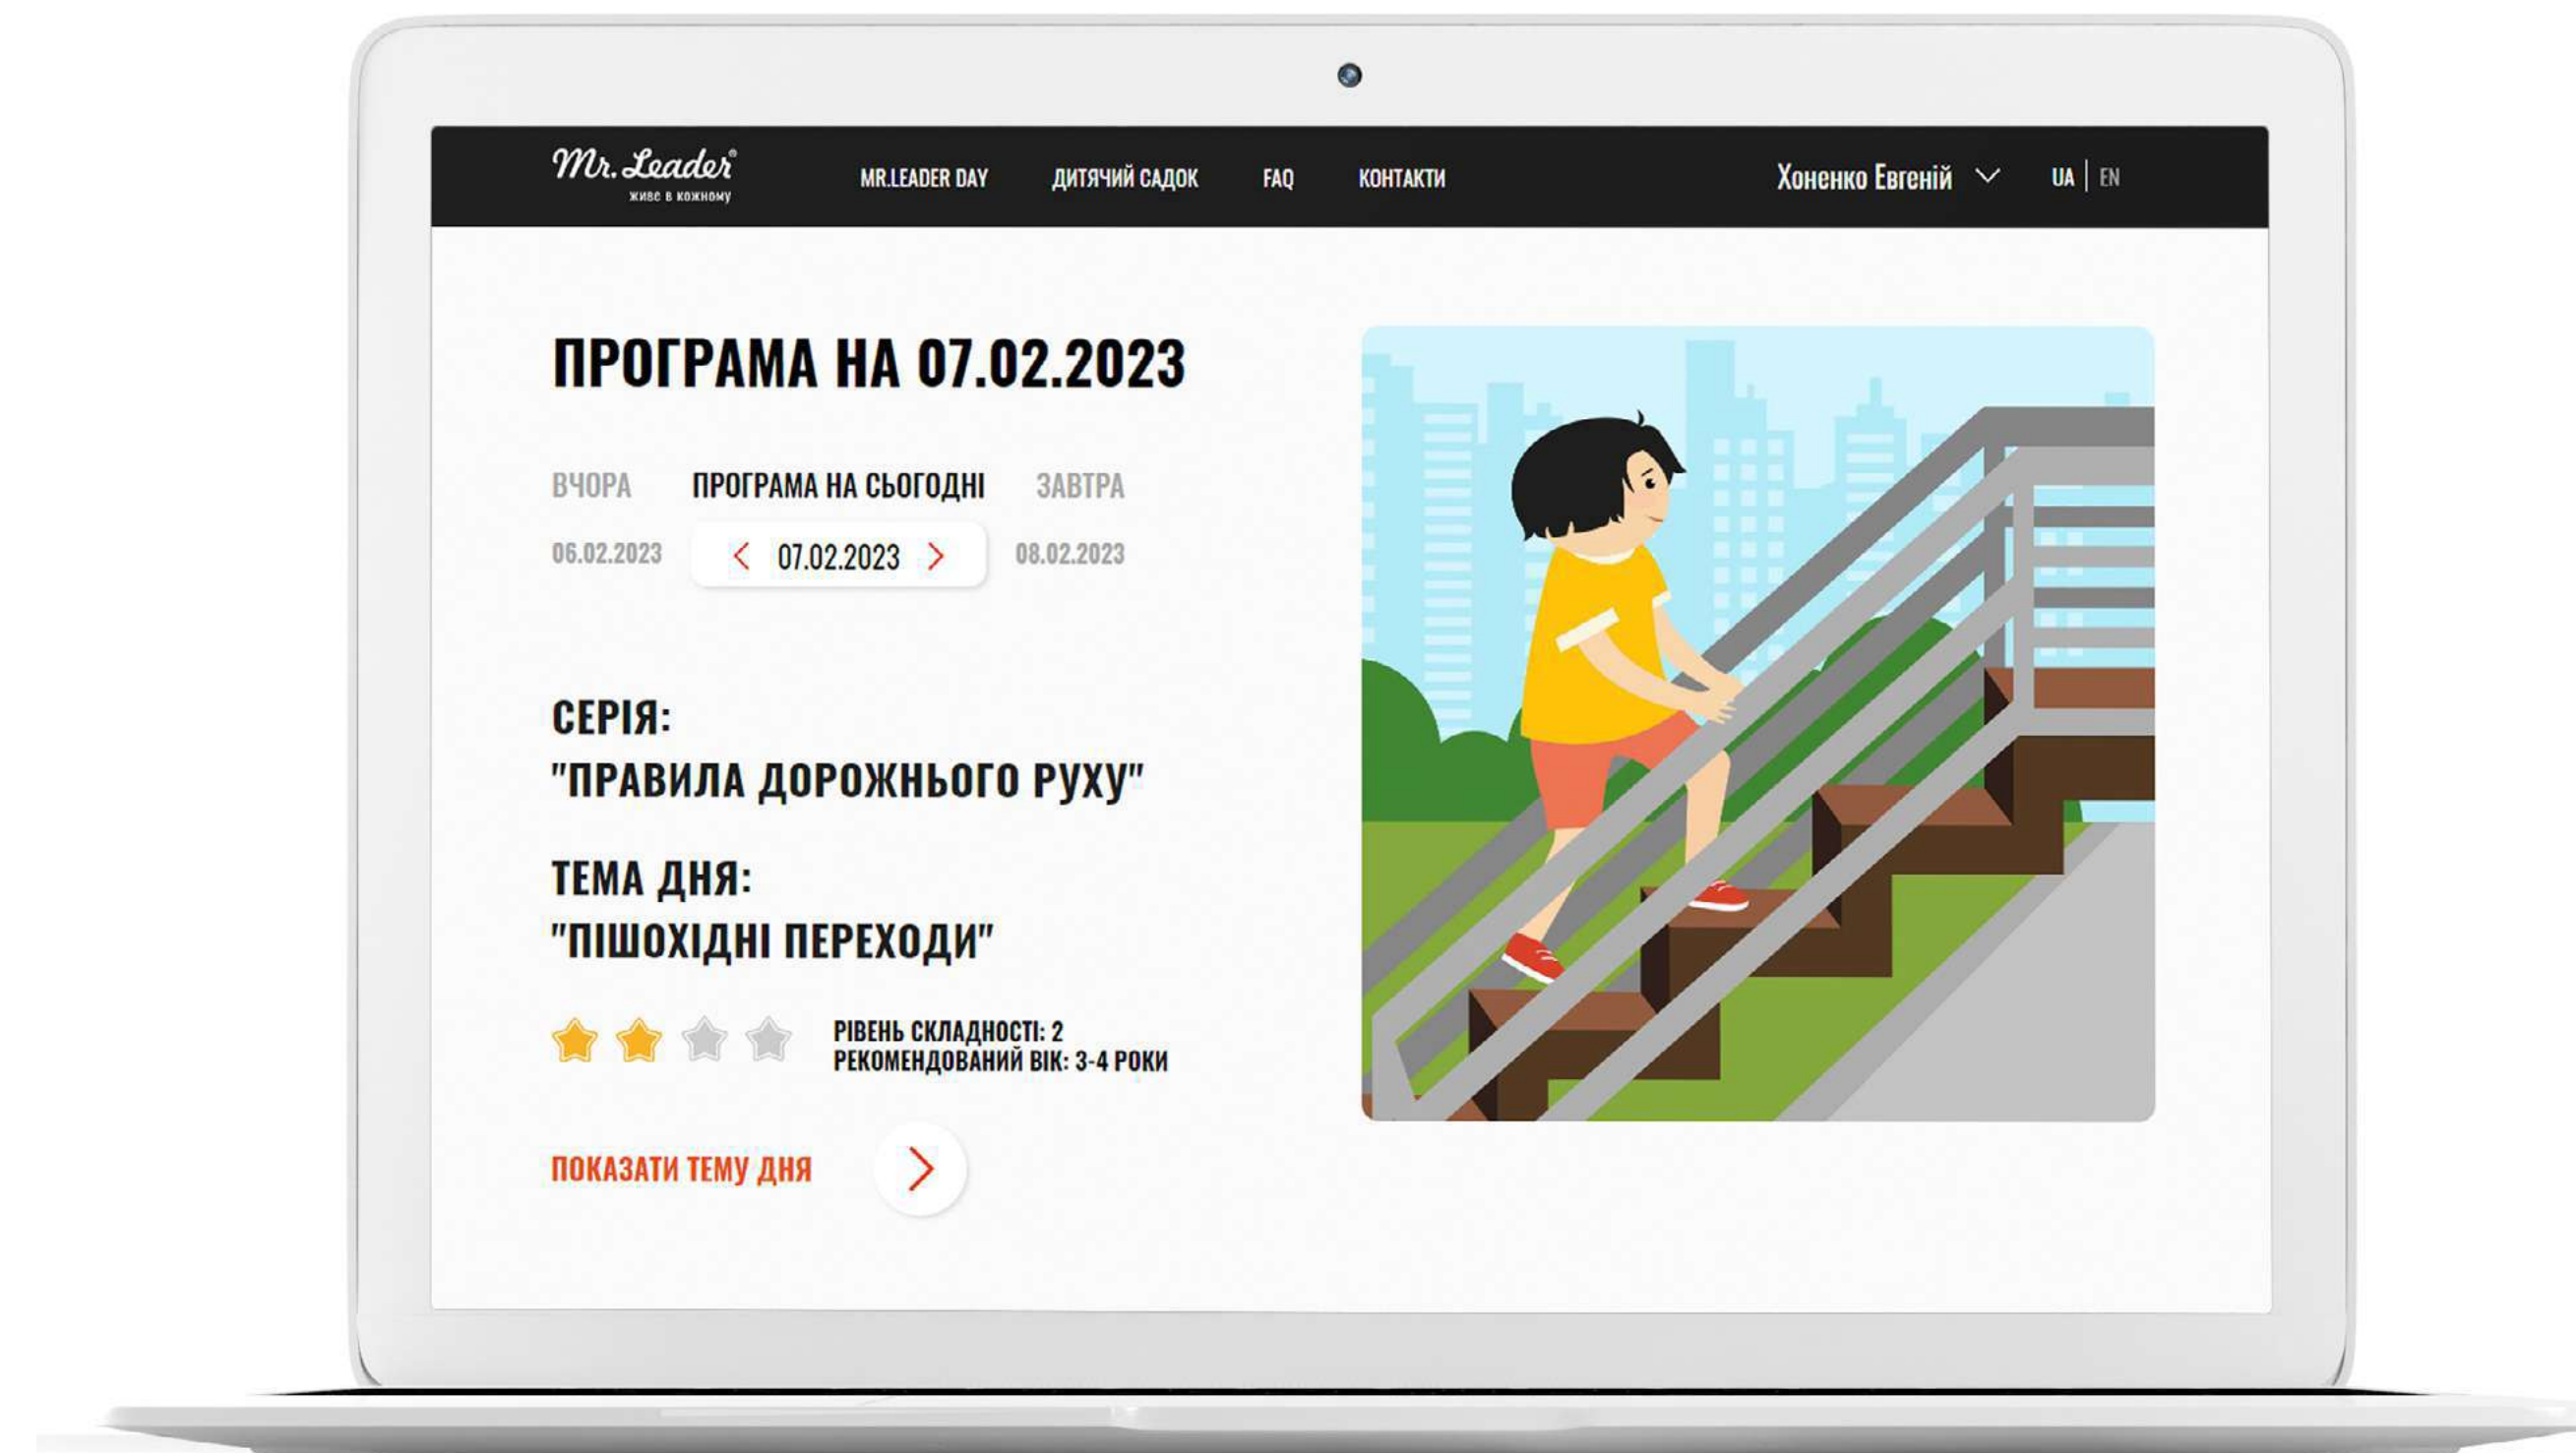 Mr. Leader®
живе в кожному
MR.LEADER DAY
ДИТЯЧИЙ САДОК
FAQ
КОНТАКТИ
Хоненко Евгеній
UA | EN
ПРОГРАМА НА 07.02.2023
ВЧОРА
ПРОГРАМА НА СЬОГОДНІ
ЗАВТРА
06.02.2023
07.02.2023
08.02.2023
СЕРІЯ:
"ПРАВИЛА ДОРОЖНЬОГО РУХУ"
ТЕМА ДНЯ:
"ПІШОХІДНІ ПЕРЕХОДИ"
РІВЕНЬ СКЛАДНОСТІ: 2
РЕКОМЕНДОВАНИЙ ВІК: 3-4 РОКИ
ПОКАЗАТИ ТЕМУ ДНЯ